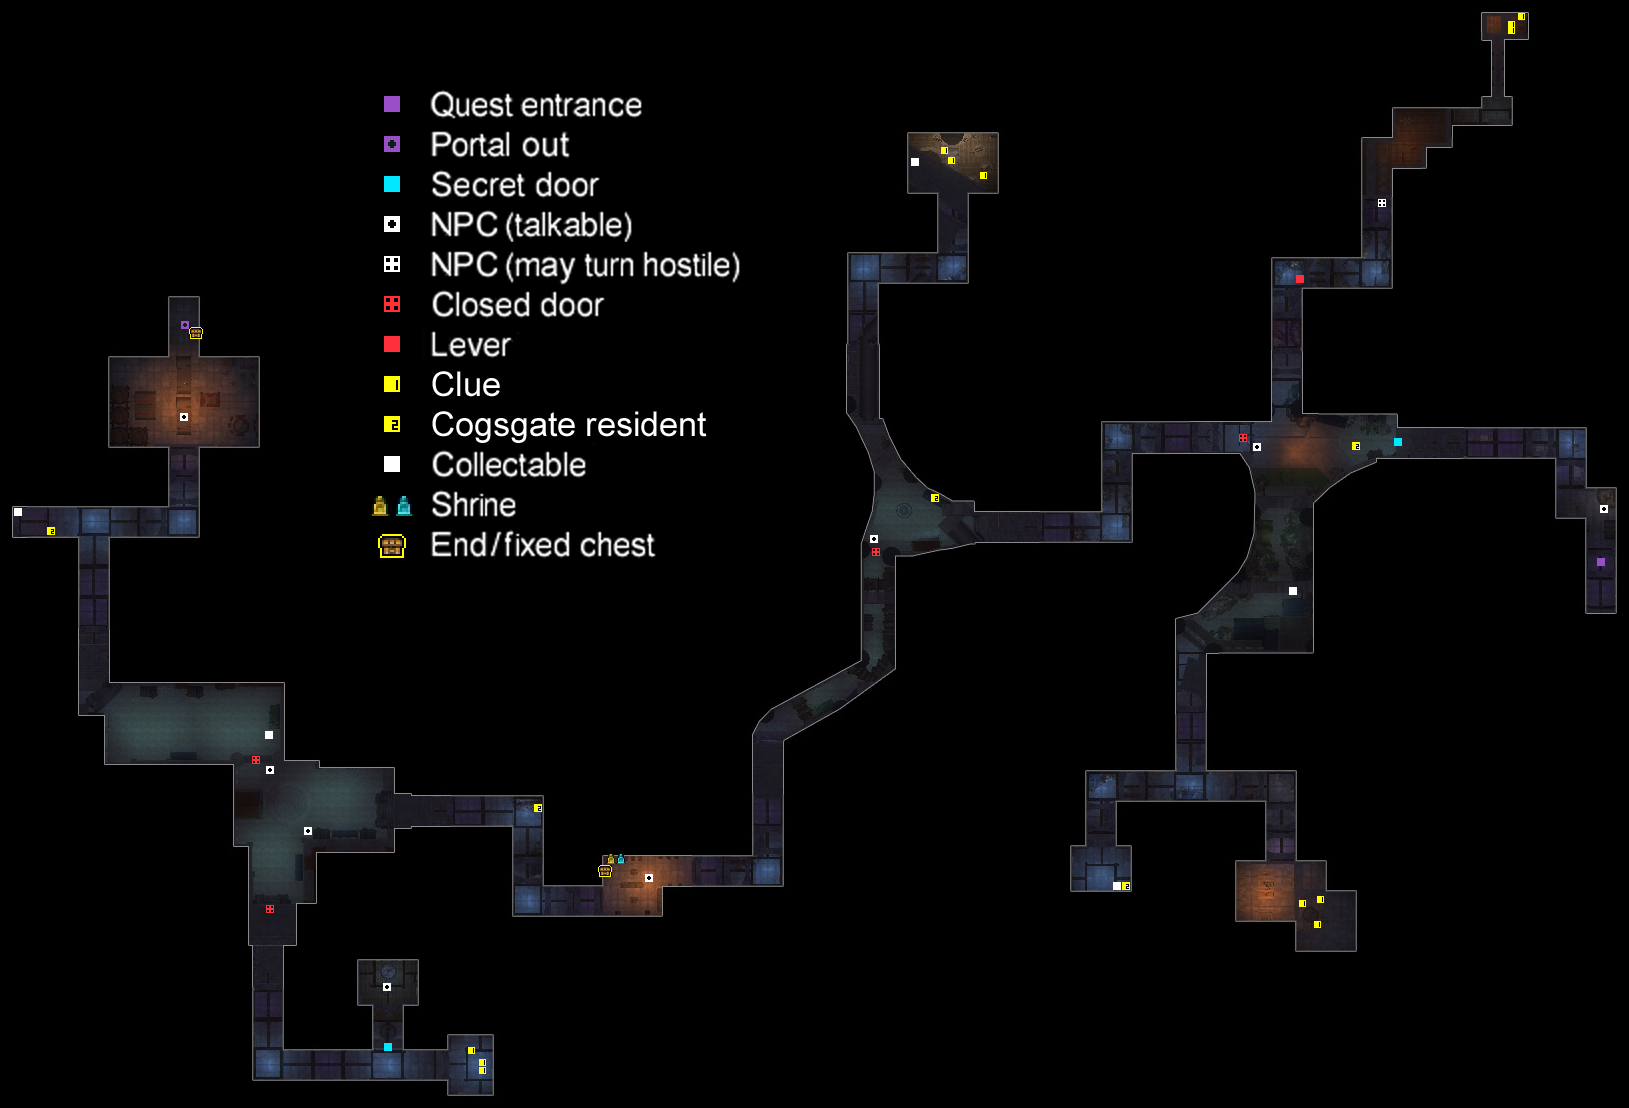 Quest entrance
Portal out
Secret door
NPC (talkable)
NPC (may turn hostile)
Closed door
Lever
Clue
Cogsgate resident
Collectable
Shrine
End/fixed chest